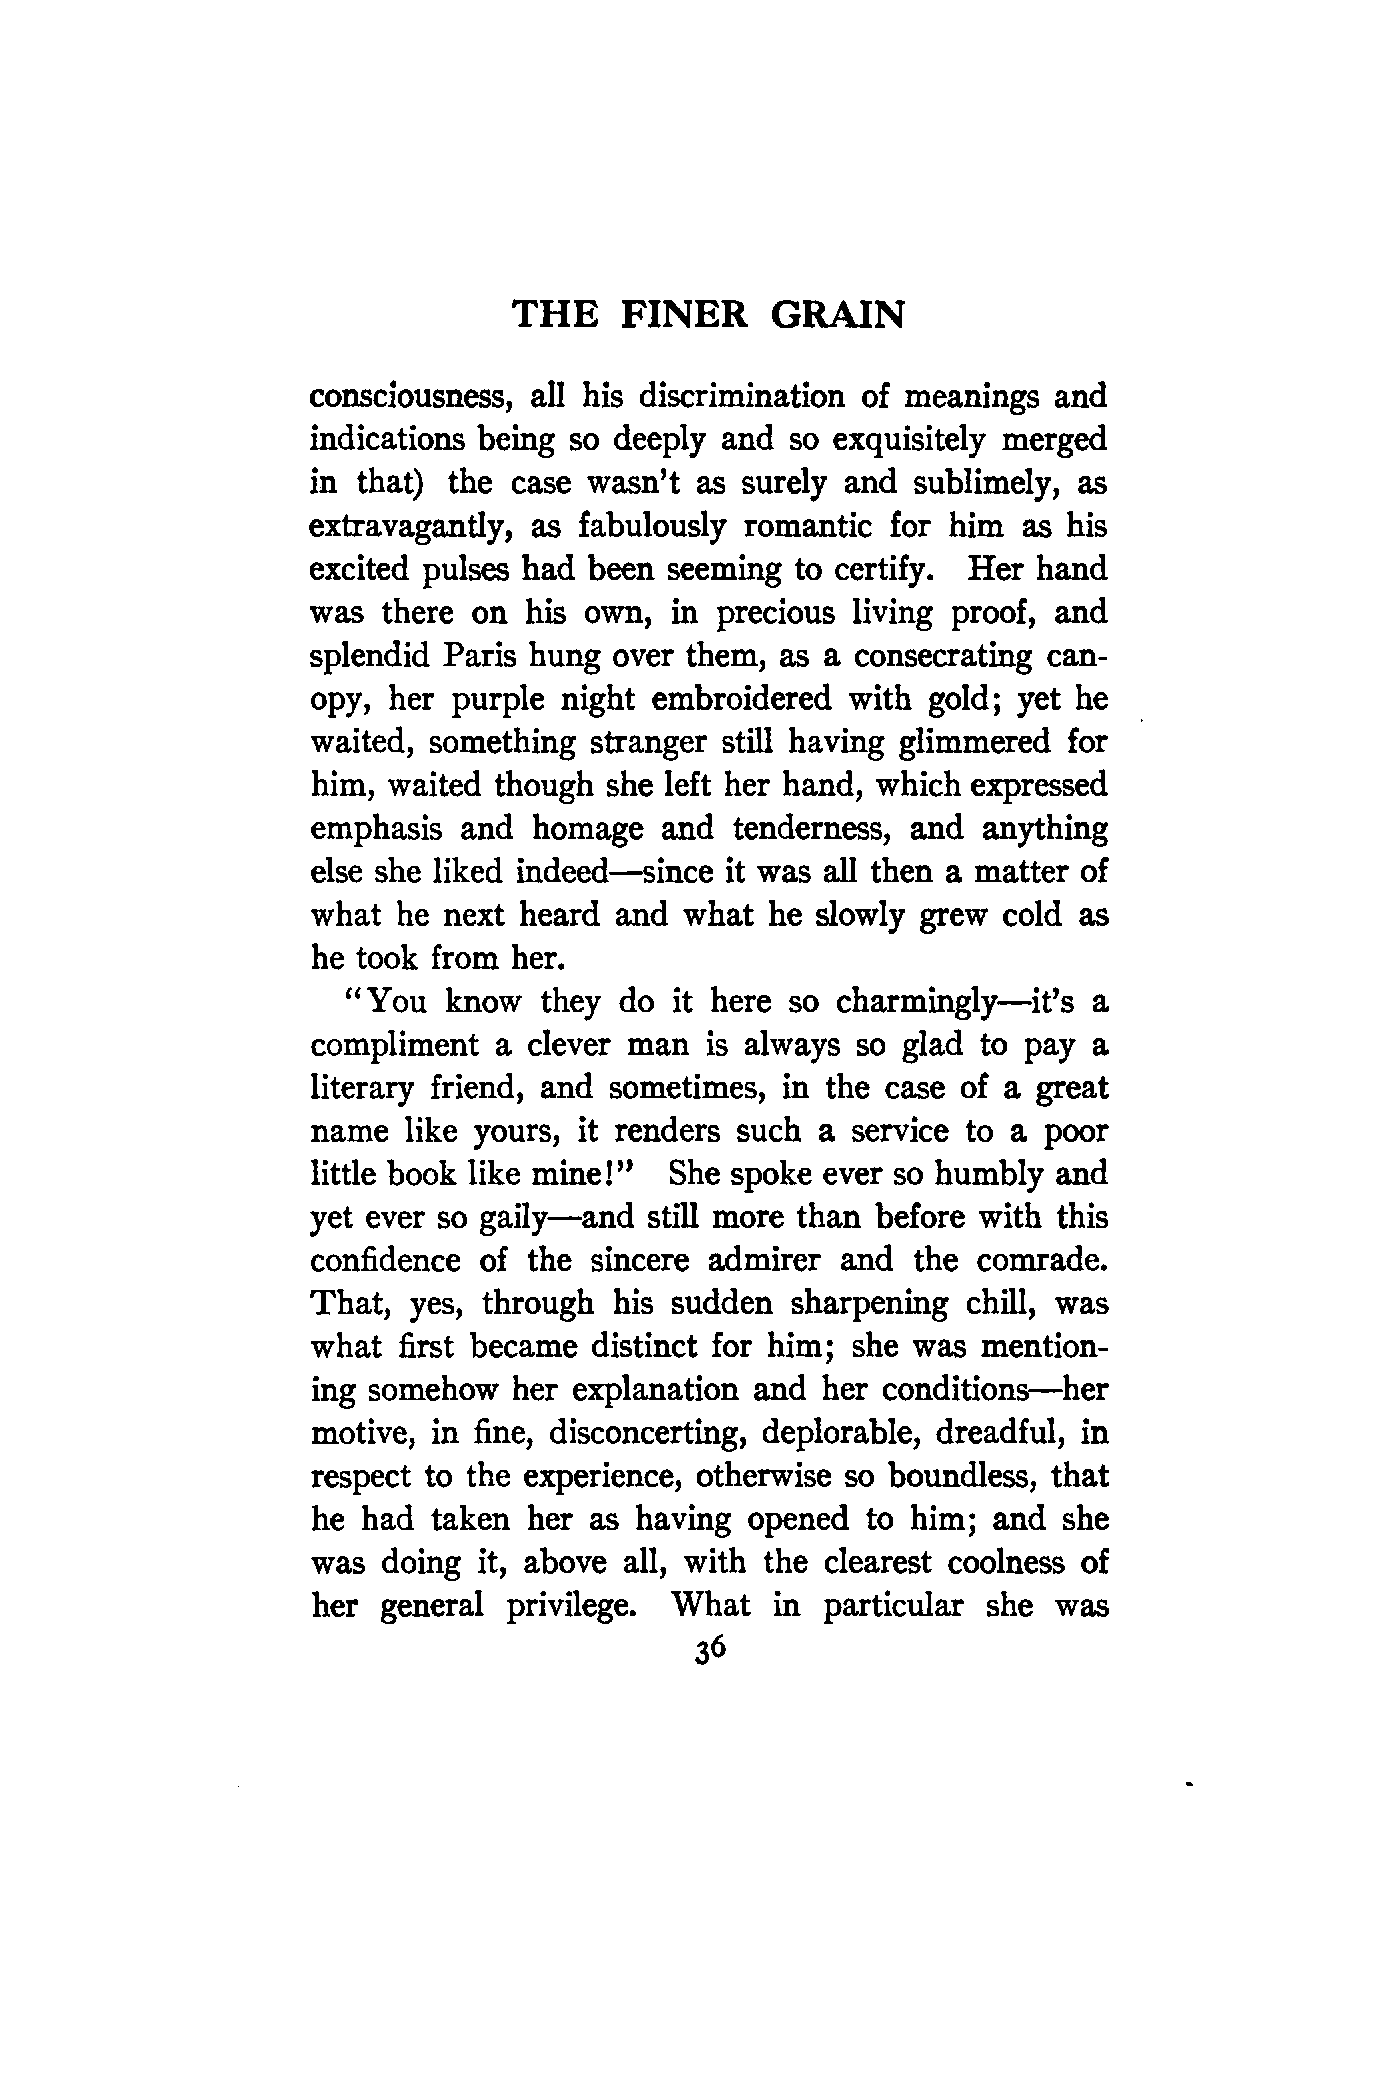 THE FINER GRAIN
consciousness, all his discrimination of meanings and
indications being so deeply and so exquisitely merged
in that) the case wasn't as surely and sublimely, as
extravagantly, as fabulously romantic for him as his
excited pulses had been seeming to certify. Her hand
was there on his own, in precious living proof, and
splendid Paris hung over them, as a consecrating can-
opy, her purple night embroidered with gold; yet he
waited, something stranger still having glimmered for
him, waited though she left her hand, which expressed
emphasis and homage and tenderness, and anything
else she liked indeed—since it was all then a matter of
what he next heard and what he slowly grew cold as
he took from her.
"You know they do it here so charmingly—it's a
compliment a clever man is always so glad to pay a
literary friend, and sometimes, in the case of a great
name like yours, it renders such a service to a poor
little book like mine!" She spoke ever so humbly and
yet ever so gaily—and still more than before with this
confidence of the sincere admirer and the comrade.
That, yes, through his sudden sharpening chill, was
what first became distinct for him; she was mention-
ing somehow her explanation and her conditions—her
motive, in fine, disconcerting, deplorable, dreadful, in
respect to the experience, otherwise so boundless, that
he had taken her as having opened to him; and she
was doing it, above all, with the clearest coolness of
her general privilege. What in particular she was
36